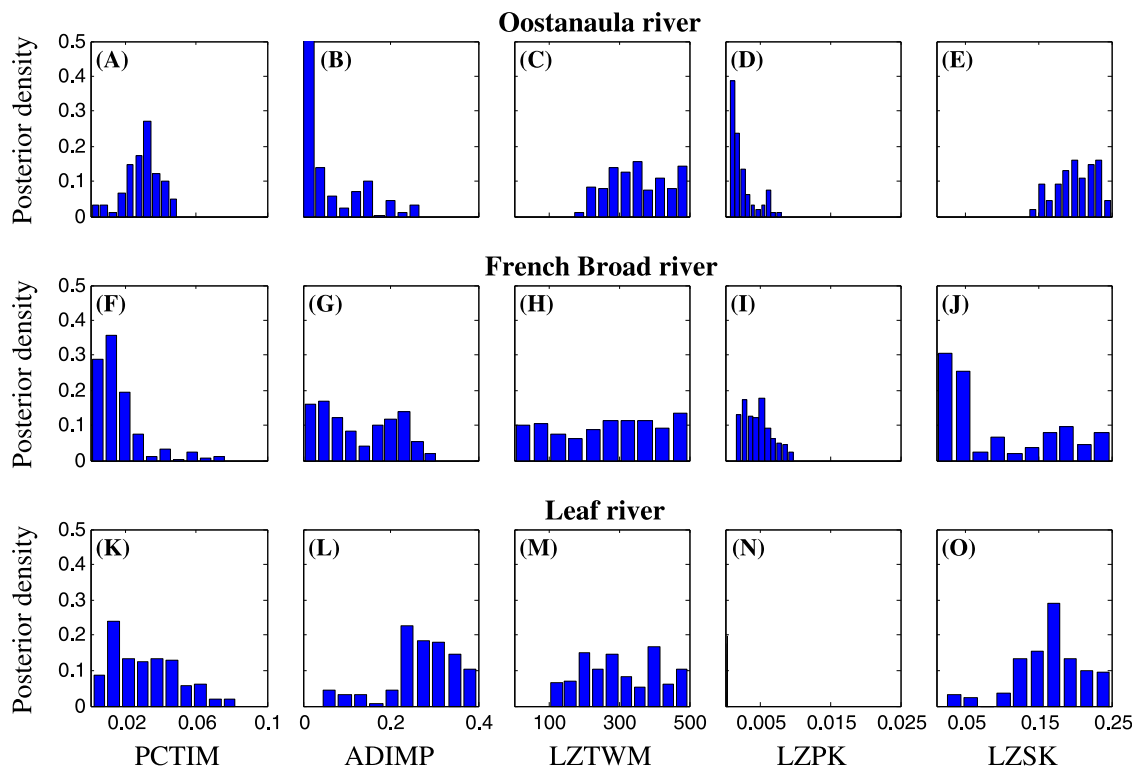 Oostanaula river
(A) (B) (C) (D) (E)
0.5
0.4
0.3
0.2
0.1
0
Posterior density
French Broad river
(F) (G) (H) (I) (J)
0.5
0.4
0.3
0.2
0.1
0
Posterior density
Leaf river
(K) (L) (M) (N) (O)
0.5
0.4
0.3
0.2
0.1
0
Posterior density
0.02 0.06 0.1 0 0.2 0.4 100 300 500 0.005 0.015 0.025 0.05 0.15 0.25
PCTIM ADIMP LZTWM LZPK LZSK